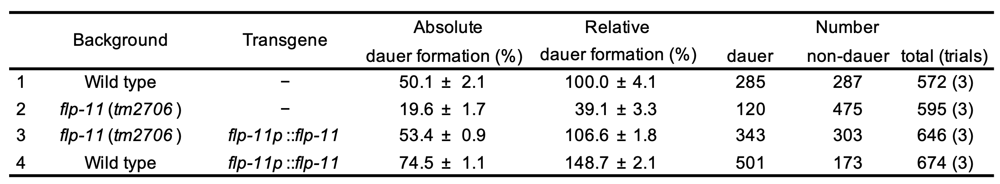 Background Transgene Absolute dauer formation (%) Relative dauer formation (%) Number dauer non-dauer total (trials)
1 Wild type − 50.1 ± 2.1 100.0 ± 4.1 285 287 572 (3)
2 flp-11 (tm2706) − 19.6 ± 1.7 39.1 ± 3.3 120 475 595 (3)
3 flp-11 (tm2706) flp-11p::flp-11 53.4 ± 0.9 106.6 ± 1.8 343 303 646 (3)
4 Wild type flp-11p::flp-11 74.5 ± 1.1 148.7 ± 2.1 501 173 674 (3)